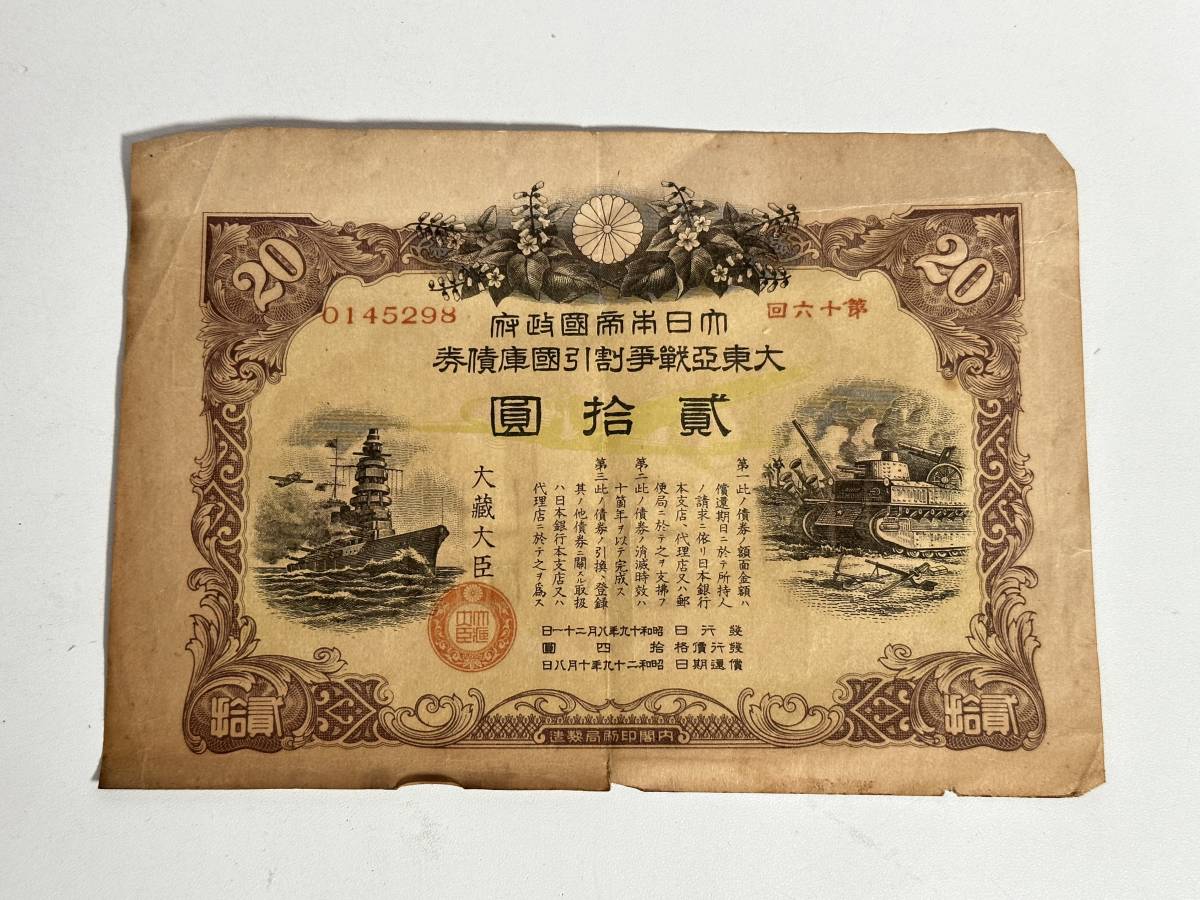 20
20
第十六回
0145298
大日本帝國政府
大東亞戰爭割引國庫債券
貳拾圓
第一此ノ債券ノ額面金額ハ
償還期日ニ於テ所持人
ノ請求ニ依リ日本銀行
本支店、代理店又ハ郵
便局ニ於テ之ヲ支拂フ
第二此ノ債券ノ消滅時效ハ
十箇年ヲ以テ完成ス
第三此ノ債券ノ引換、登録
其ノ他債券ニ關スル取扱
ハ日本銀行本支店又ハ
代理店ニ於テ之ヲ爲ス
大藏大臣
大藏大臣
發行日 昭和十九年八月二十一日
發行價格 拾四圓
償還期日 昭和二十九年十月八日
貳拾
貳拾
內閣印刷局製造